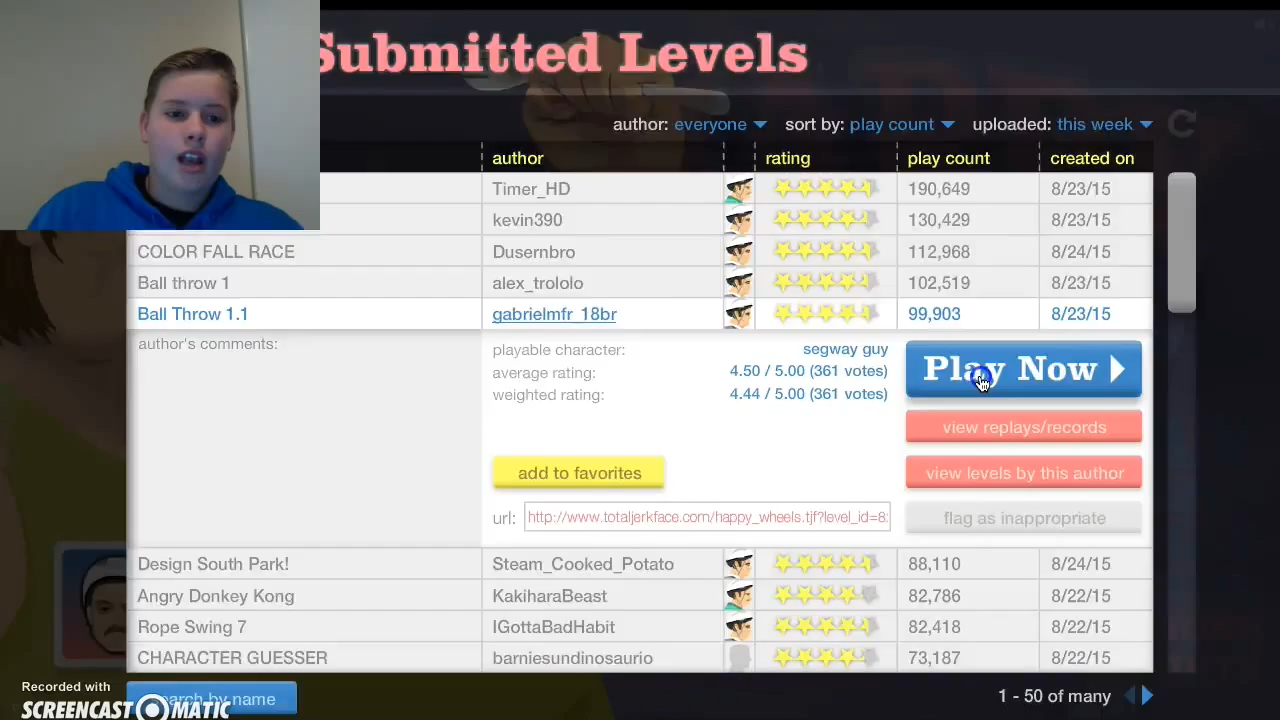 Submitted Levels
author: everyone sort by: play count uploaded: this week
author rating play count created on
Timer_HD 190,649 8/23/15
kevin390 130,429 8/23/15
COLOR FALL RACE Dusernbro 112,968 8/24/15
Ball throw 1 alex_trololo 102,519 8/23/15
Ball Throw 1.1 gabrielmfr_18br 99,903 8/23/15
author's comments: playable character: segway guy Play Now
average rating: 4.50 / 5.00 (361 votes)
weighted rating: 4.44 / 5.00 (361 votes)
view replays/records
add to favorites view levels by this author
url: http://www.totaljerkface.com/happy_wheels.tjf?level_id=8 flag as inappropriate
Design South Park! Steam_Cooked_Potato 88,110 8/24/15
Angry Donkey Kong KakiharaBeast 82,786 8/22/15
Rope Swing 7 IGottaBadHabit 82,418 8/22/15
CHARACTER GUESSER barniesundinosaurio 73,187 8/22/15
Recorded with
SCREENCAST-O-MATIC
by name 1 - 50 of many